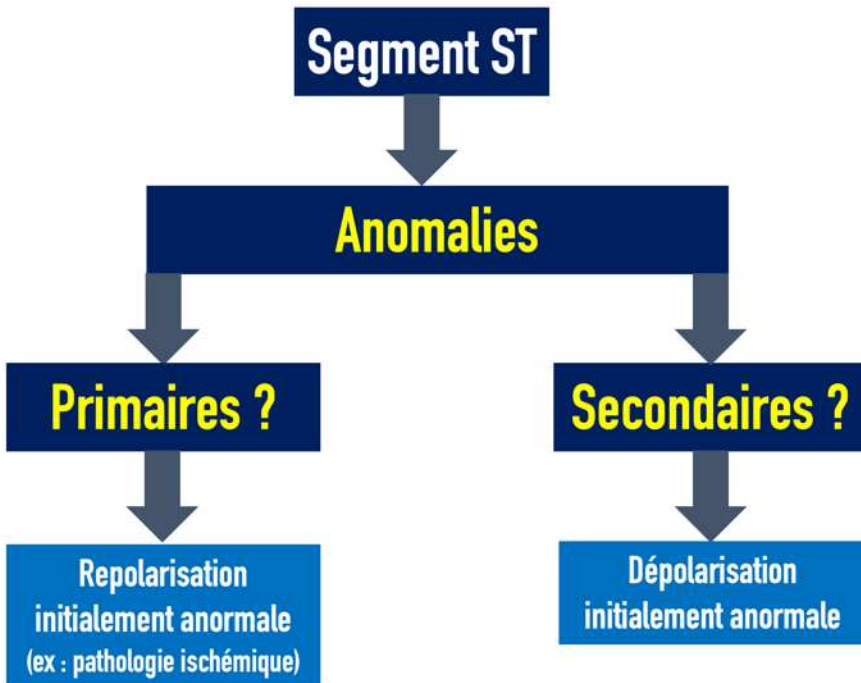 Segment ST
Anomalies
Primaires ?
Secondaires ?
Repolarisation
initialement anormale
(ex : pathologie ischémique)
Dépolarisation
initialement anormale